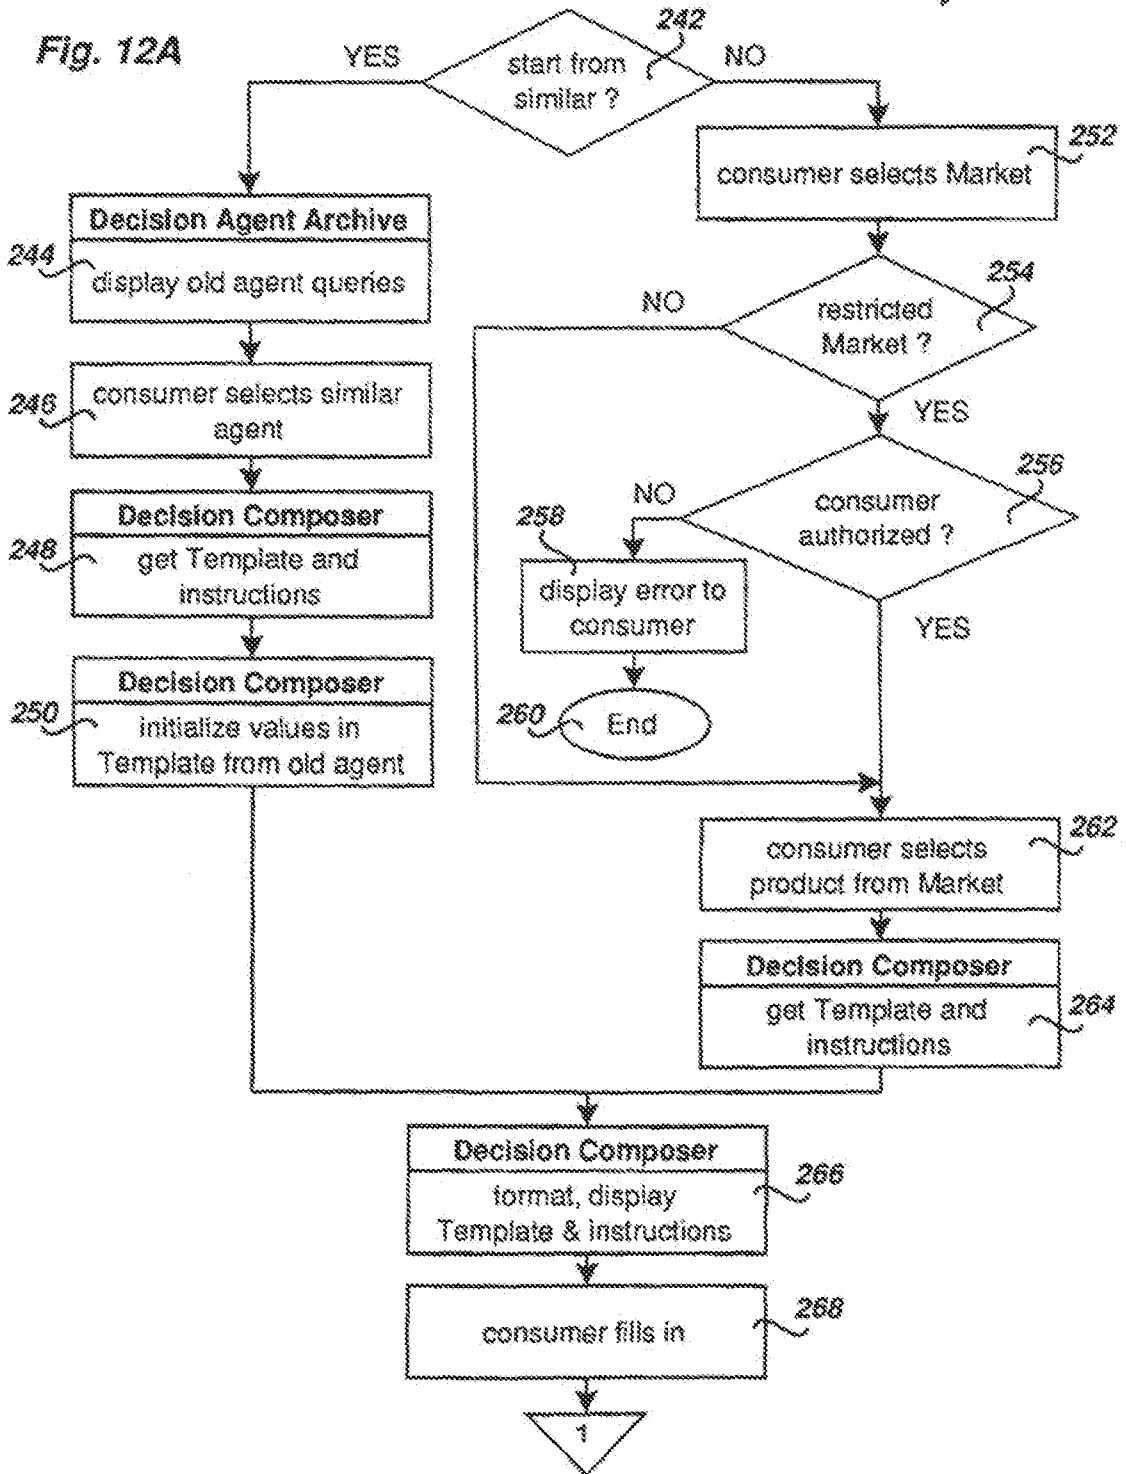 Fig. 12A
YES
start from
similar ?
242
NO
252
consumer selects Market
Decision Agent Archive
244
display old agent queries
254
NO
restricted
Market ?
YES
246
consumer selects similar
agent
256
NO
consumer
authorized ?
YES
Decision Composer
248
get Template and
instructions
258
display error to
consumer
Decision Composer
250
initialize values in
Template from old agent
260
End
262
consumer selects
product from Market
Decision Composer
264
get Template and
instructions
Decision Composer
266
format, display
Template & instructions
268
consumer fills in
1